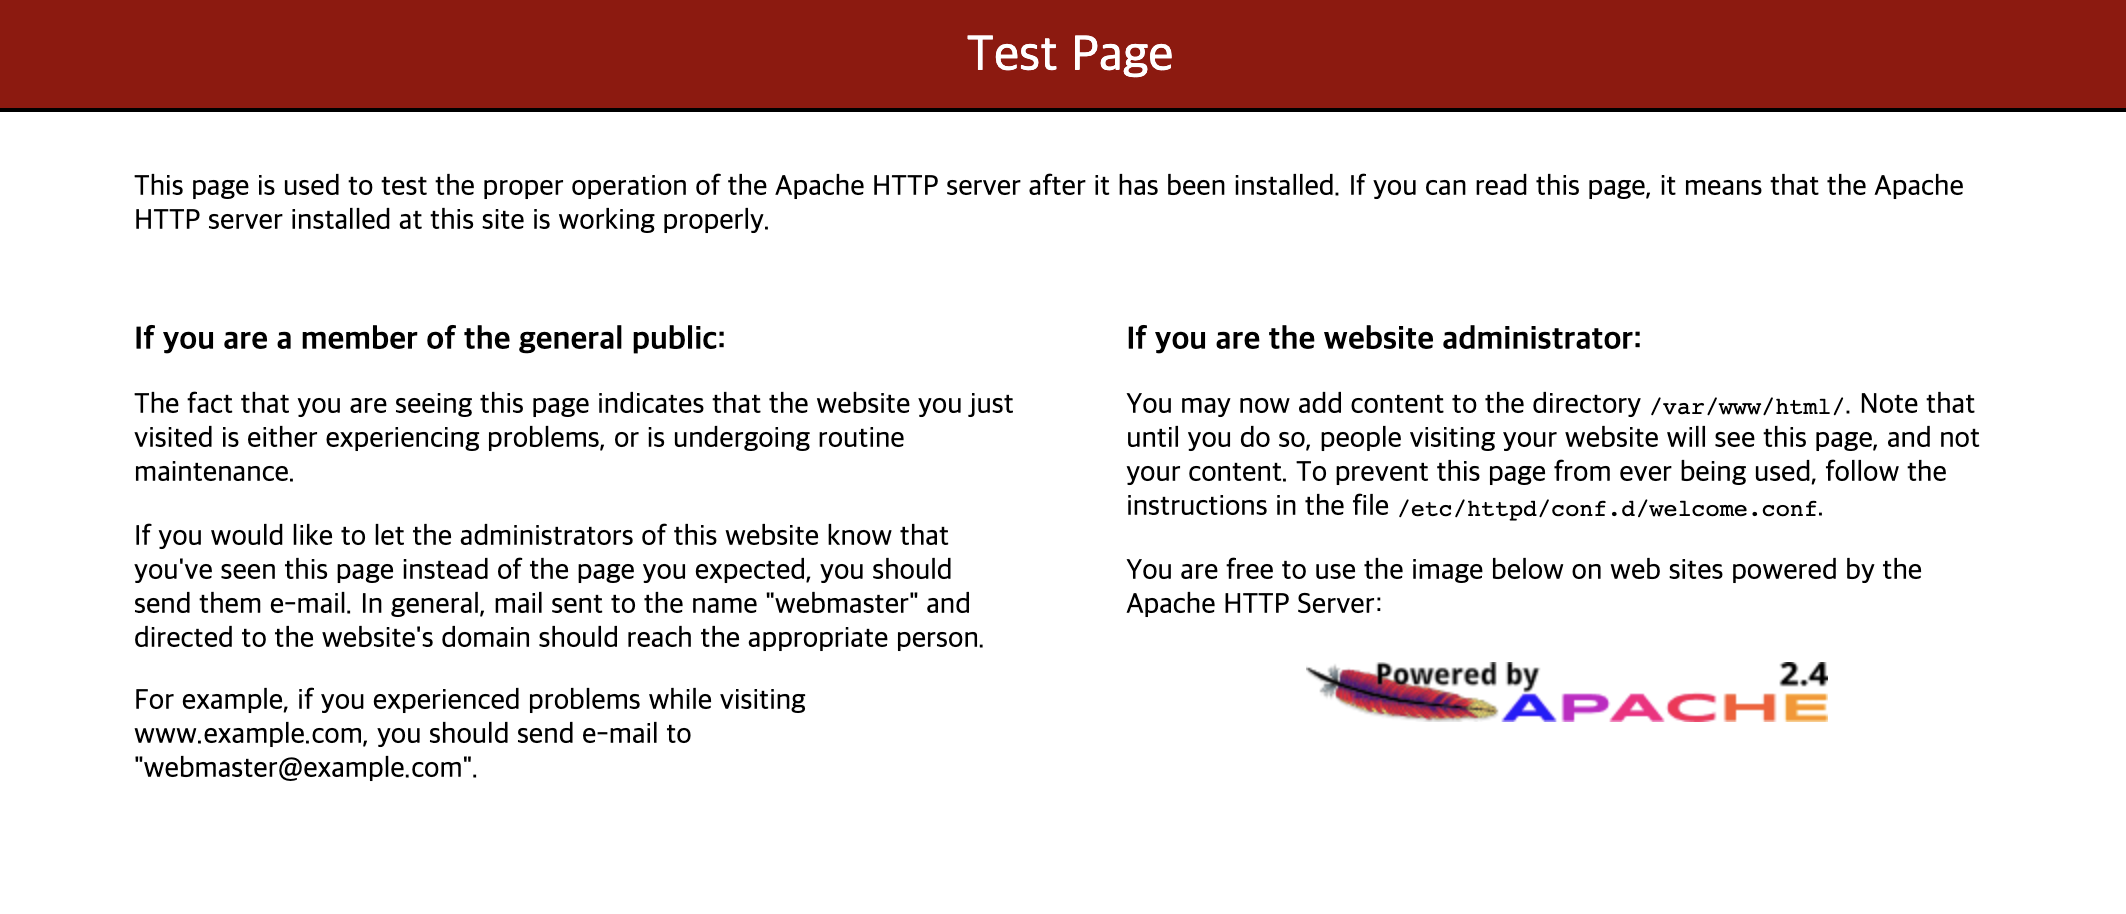 Test Page
This page is used to test the proper operation of the Apache HTTP server after it has been installed. If you can read this page, it means that the Apache
HTTP server installed at this site is working properly.
If you are a member of the general public:
The fact that you are seeing this page indicates that the website you just
visited is either experiencing problems, or is undergoing routine
maintenance.
If you would like to let the administrators of this website know that
you've seen this page instead of the page you expected, you should
send them e-mail. In general, mail sent to the name "webmaster" and
directed to the website's domain should reach the appropriate person.
For example, if you experienced problems while visiting
www.example.com, you should send e-mail to
"webmaster@example.com".
If you are the website administrator:
You may now add content to the directory /var/www/html/. Note that
until you do so, people visiting your website will see this page, and not
your content. To prevent this page from ever being used, follow the
instructions in the file /etc/httpd/conf.d/welcome.conf.
You are free to use the image below on web sites powered by the
Apache HTTP Server:
Powered by 2.4
APACHE